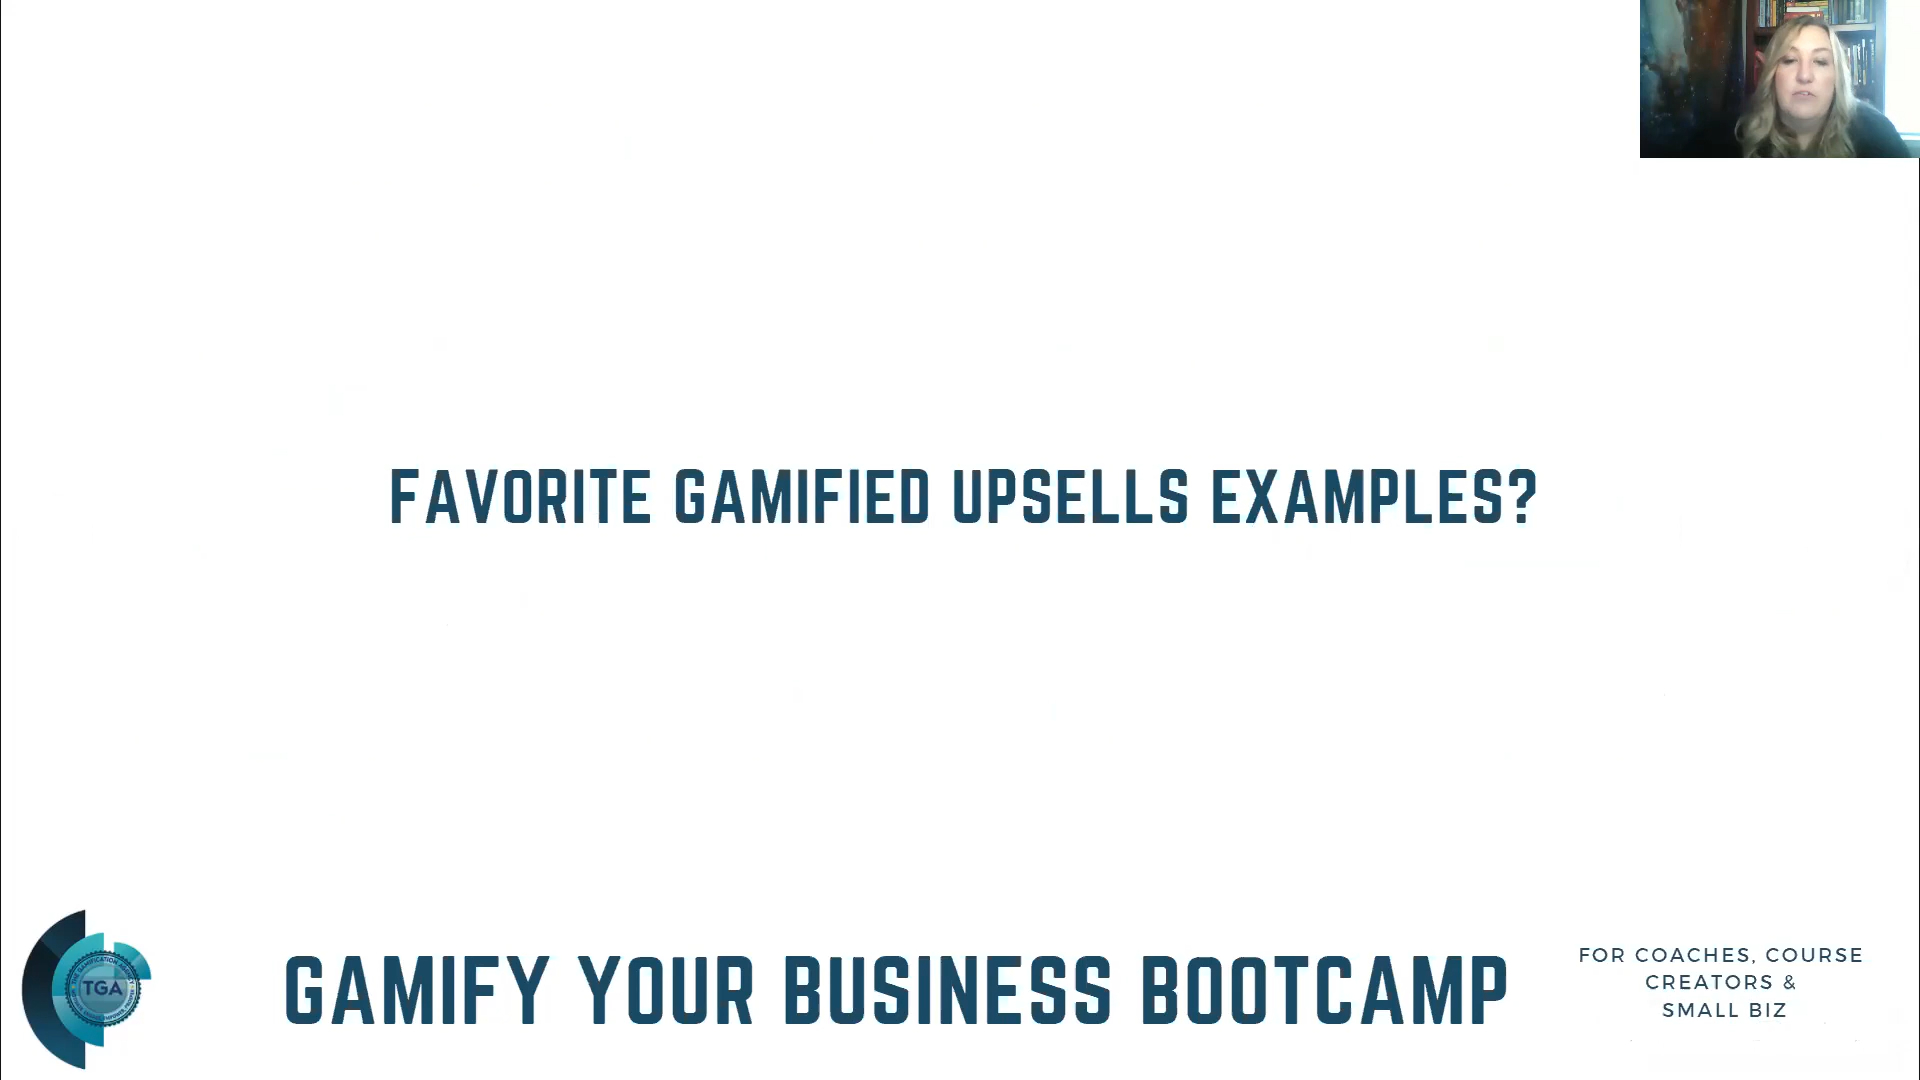 FAVORITE GAMIFIED UPSELLS EXAMPLES?
TGA
GAMIFY YOUR BUSINESS BOOTCAMP
FOR COACHES, COURSE
CREATORS &
SMALL BIZ